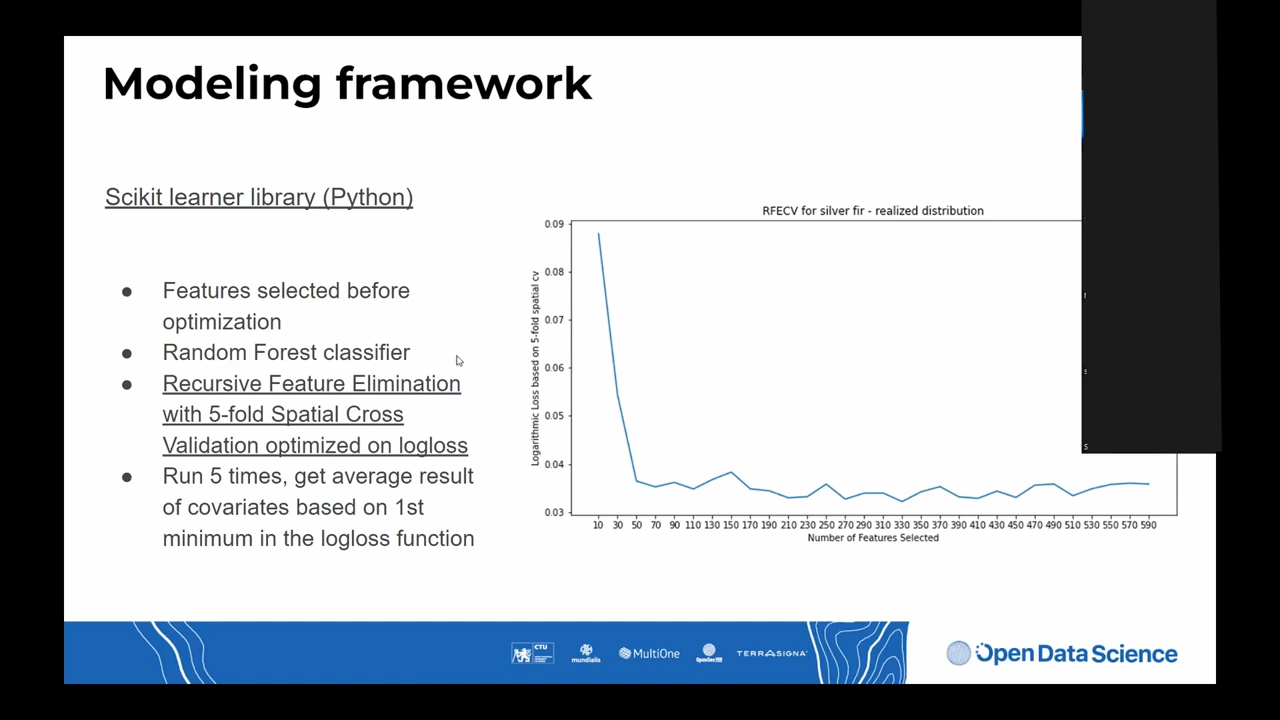 Modeling framework
Scikit learner library (Python)
● Features selected before
optimization
● Random Forest classifier
● Recursive Feature Elimination
with 5-fold Spatial Cross
Validation optimized on logloss
● Run 5 times, get average result
of covariates based on 1st
minimum in the logloss function
RFECV for silver fir - realized distribution
Logarithmic Loss based on 5-fold spatial cv
0.09
0.08
0.07
0.06
0.05
0.04
0.03
10 30 50 70 90 110 130 150 170 190 210 230 250 270 290 310 330 350 370 390 410 430 450 470 490 510 530 550 570 590
Number of Features Selected
CTU
mundialis
MultiOne
OpenGeoHub
TERRASIGNA
Open Data Science